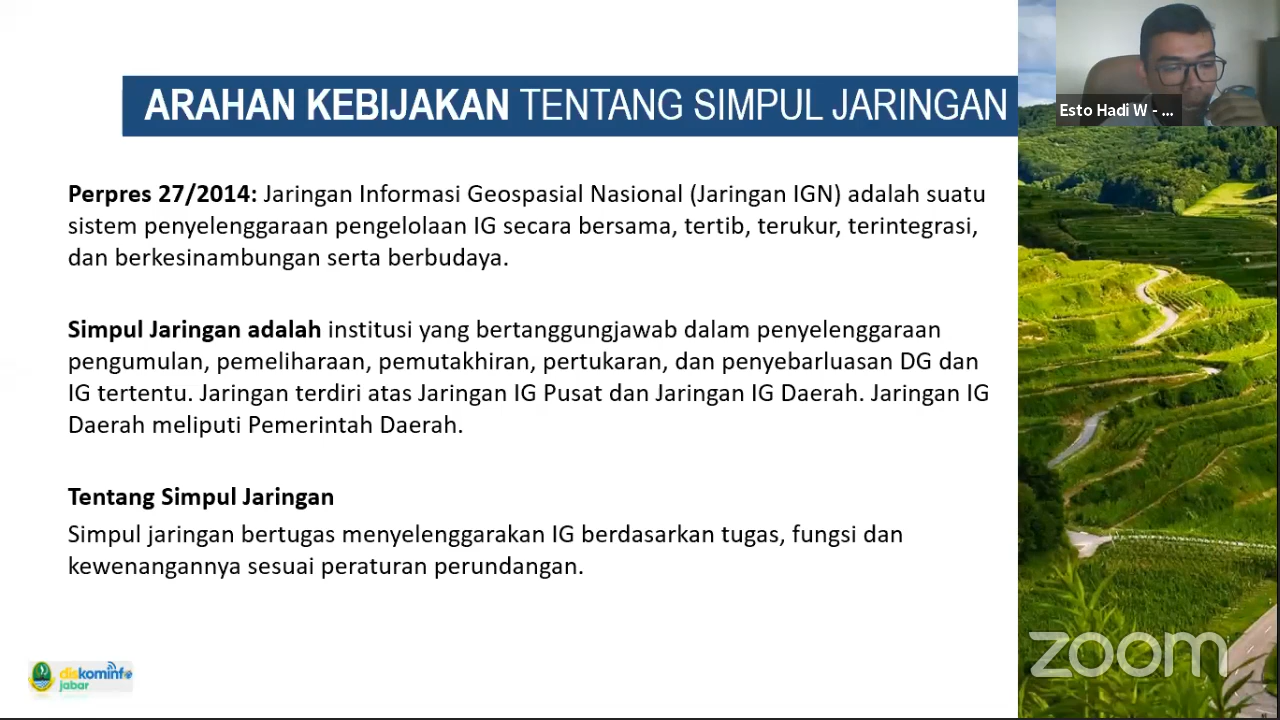 ARAHAN KEBIJAKAN TENTANG SIMPUL JARINGAN
Esto Hadi W - ...
Perpres 27/2014: Jaringan Informasi Geospasial Nasional (Jaringan IGN) adalah suatu
sistem penyelenggaraan pengelolaan IG secara bersama, tertib, terukur, terintegrasi,
dan berkesinambungan serta berbudaya.
Simpul Jaringan adalah institusi yang bertanggungjawab dalam penyelenggaraan
pengumulan, pemeliharaan, pemutakhiran, pertukaran, dan penyebarluasan DG dan
IG tertentu. Jaringan terdiri atas Jaringan IG Pusat dan Jaringan IG Daerah. Jaringan IG
Daerah meliputi Pemerintah Daerah.
Tentang Simpul Jaringan
Simpul jaringan bertugas menyelenggarakan IG berdasarkan tugas, fungsi dan
kewenangannya sesuai peraturan perundangan.
diskominfo
jabar
zoom